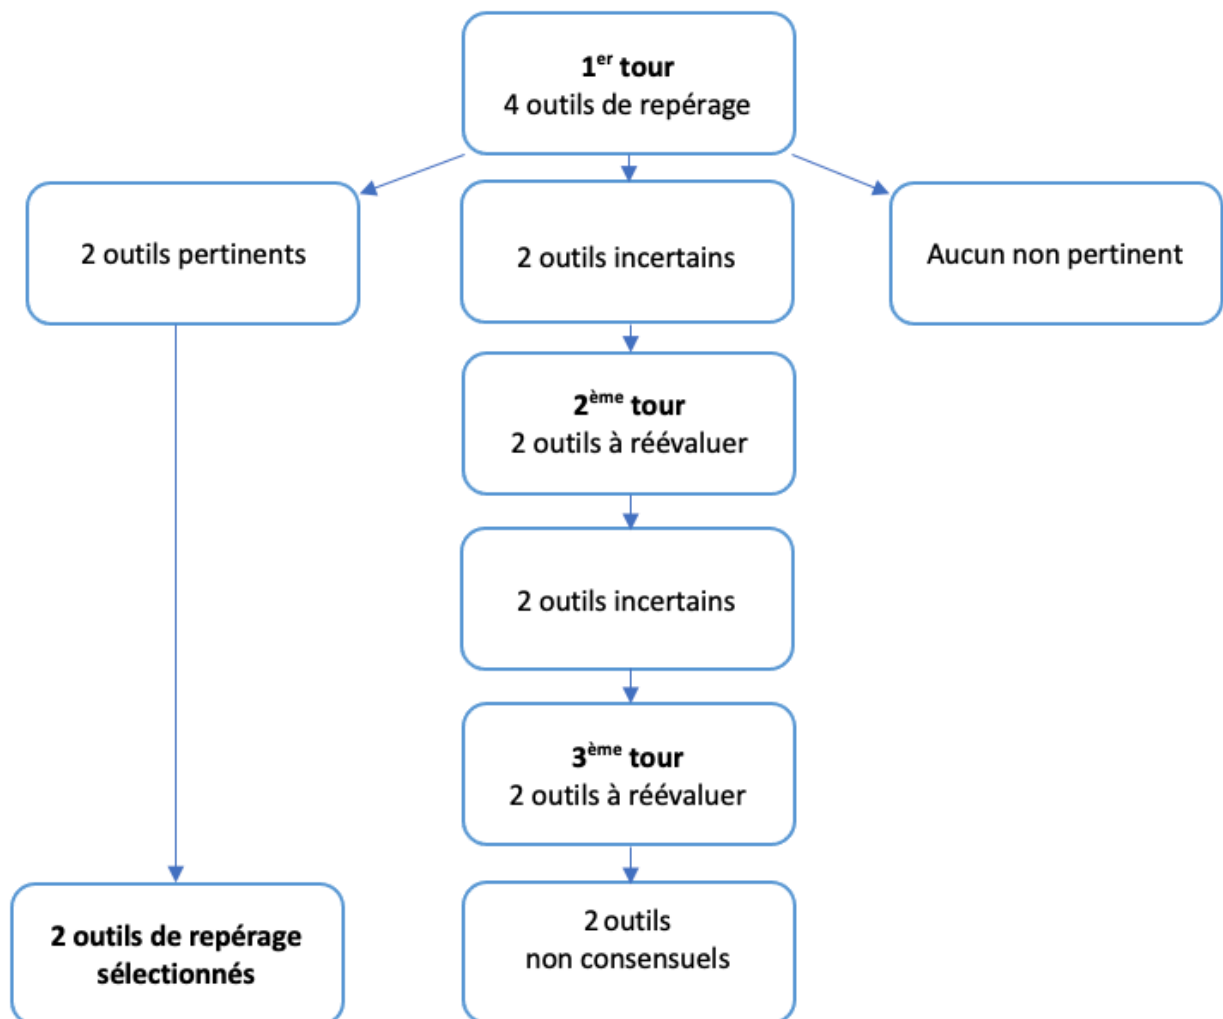 1er tour
4 outils de repérage
2 outils pertinents
2 outils incertains
Aucun non pertinent
2ème tour
2 outils à réévaluer
2 outils incertains
3ème tour
2 outils à réévaluer
2 outils de repérage
sélectionnés
2 outils
non consensuels